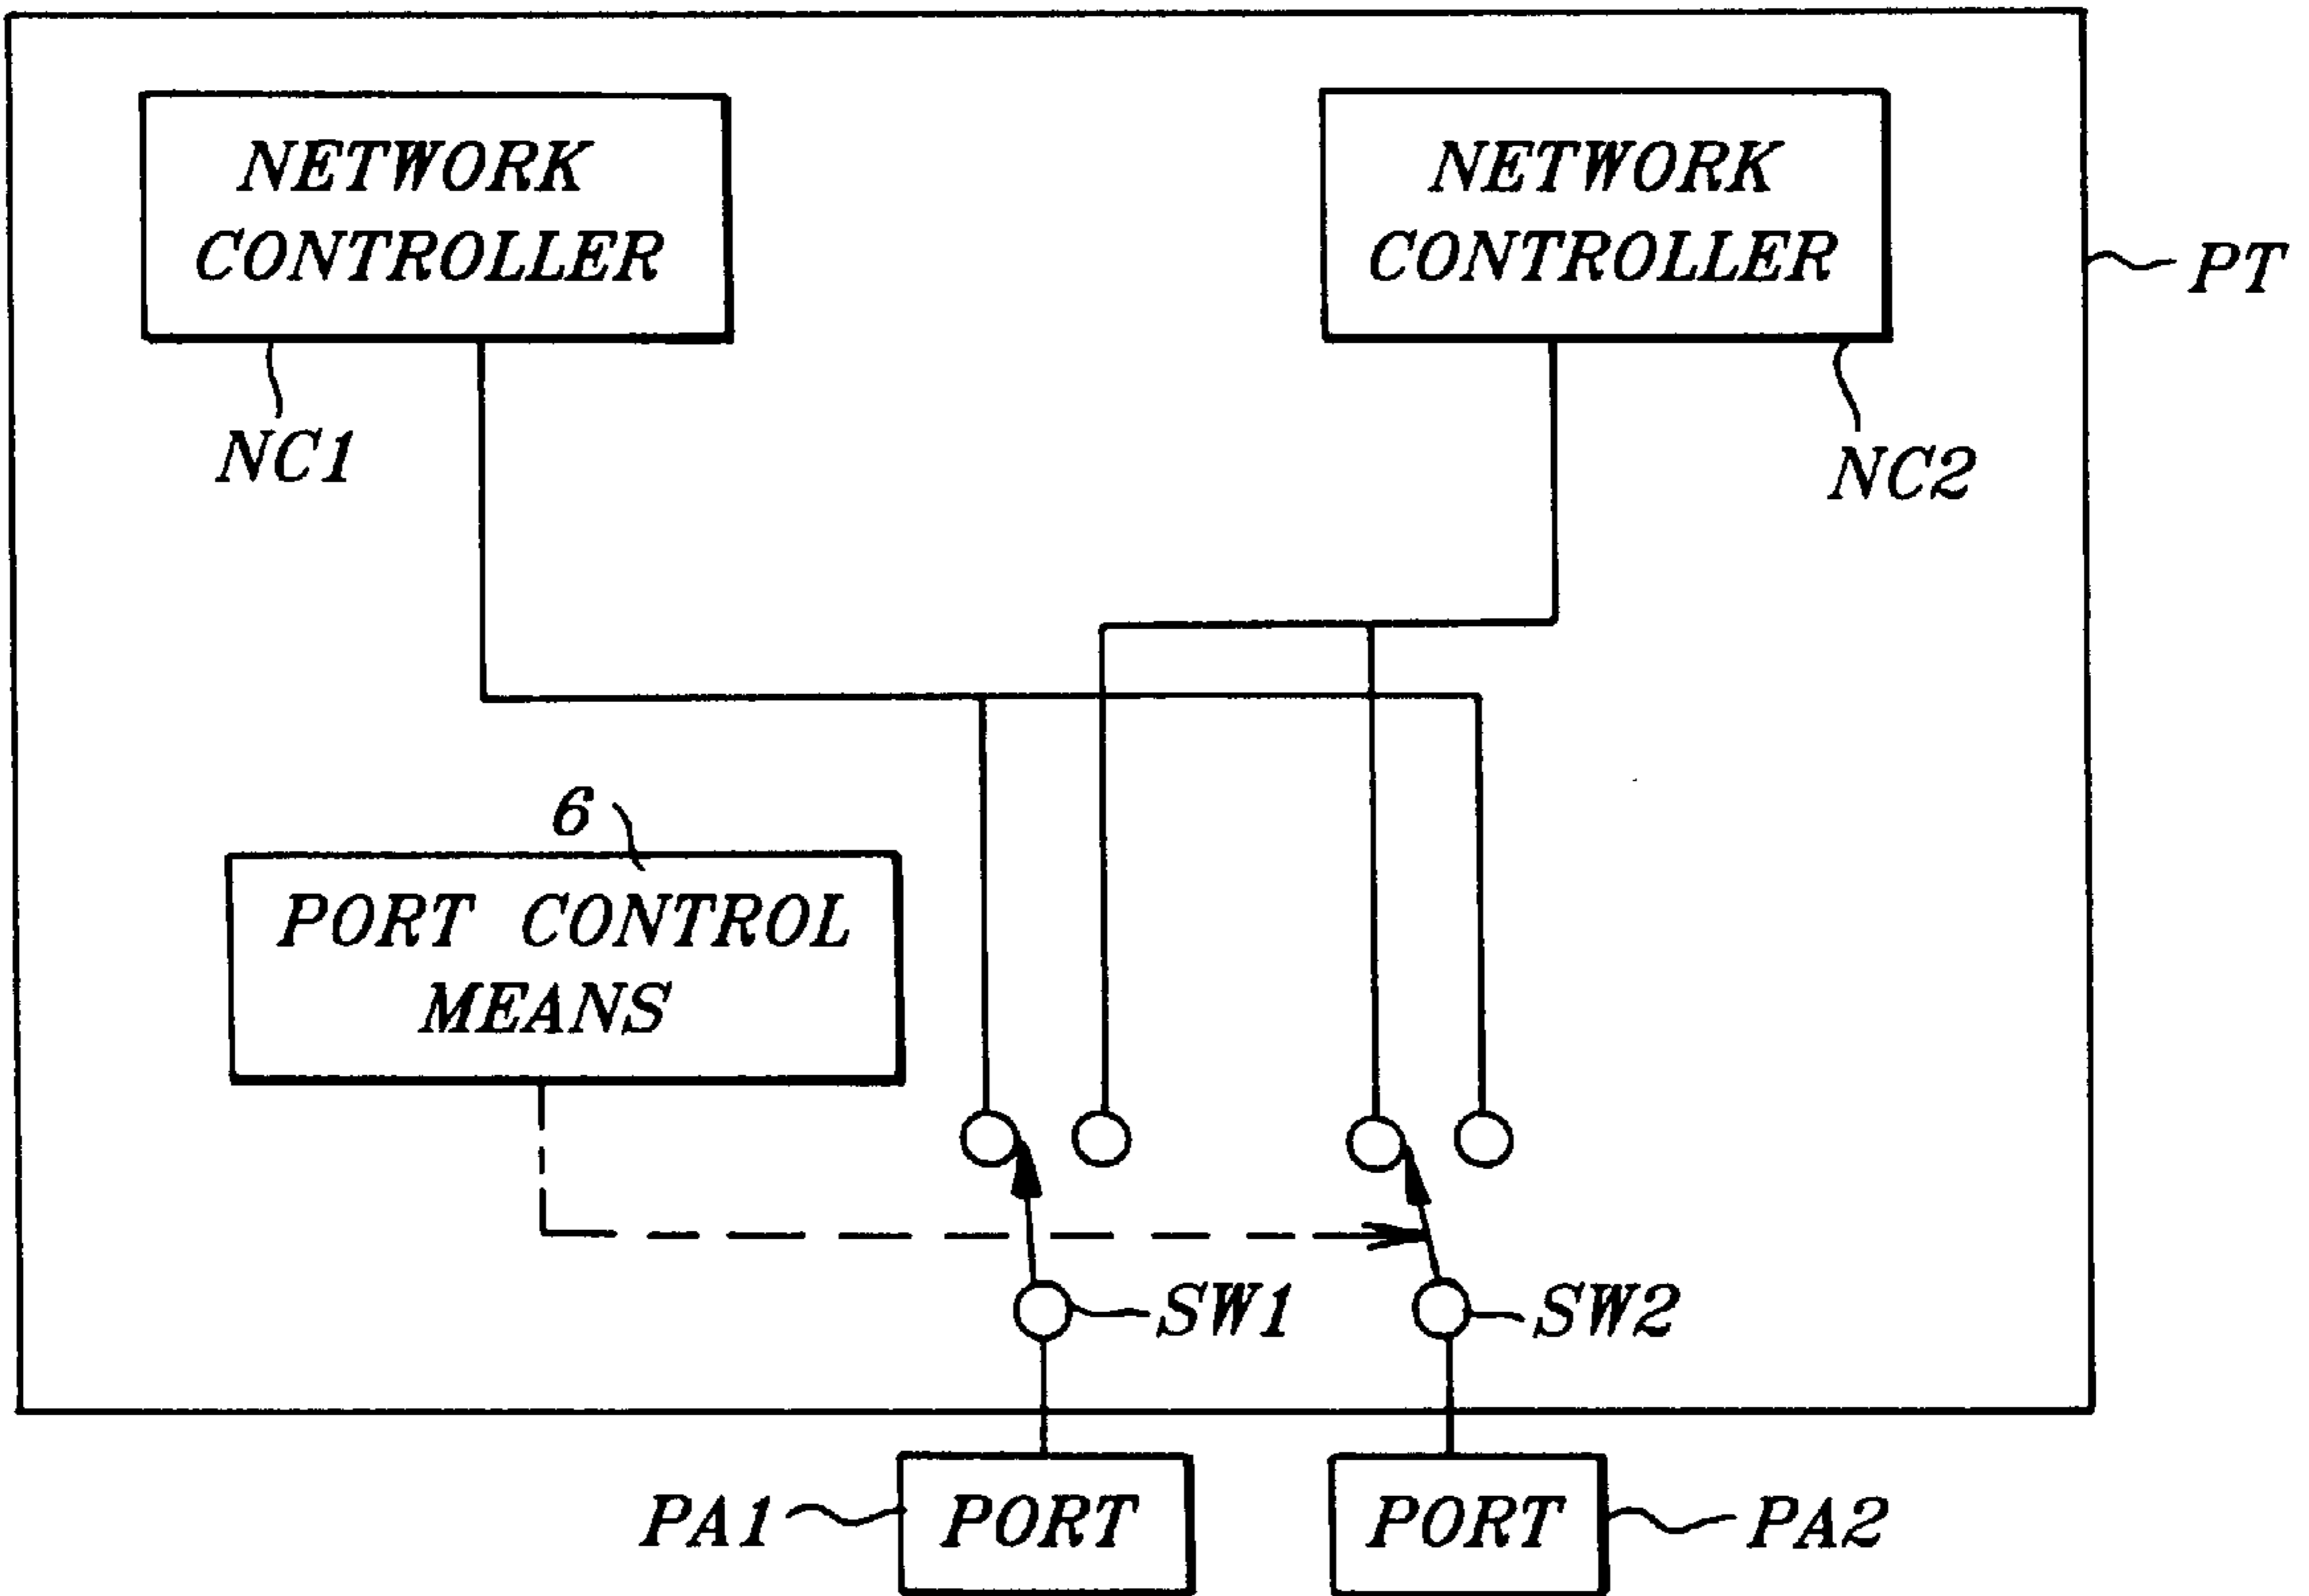 NETWORK
CONTROLLER
NETWORK
CONTROLLER
PT
NC1
NC2
6
PORT CONTROL
MEANS
SW1
SW2
PA1
PORT
PORT
PA2